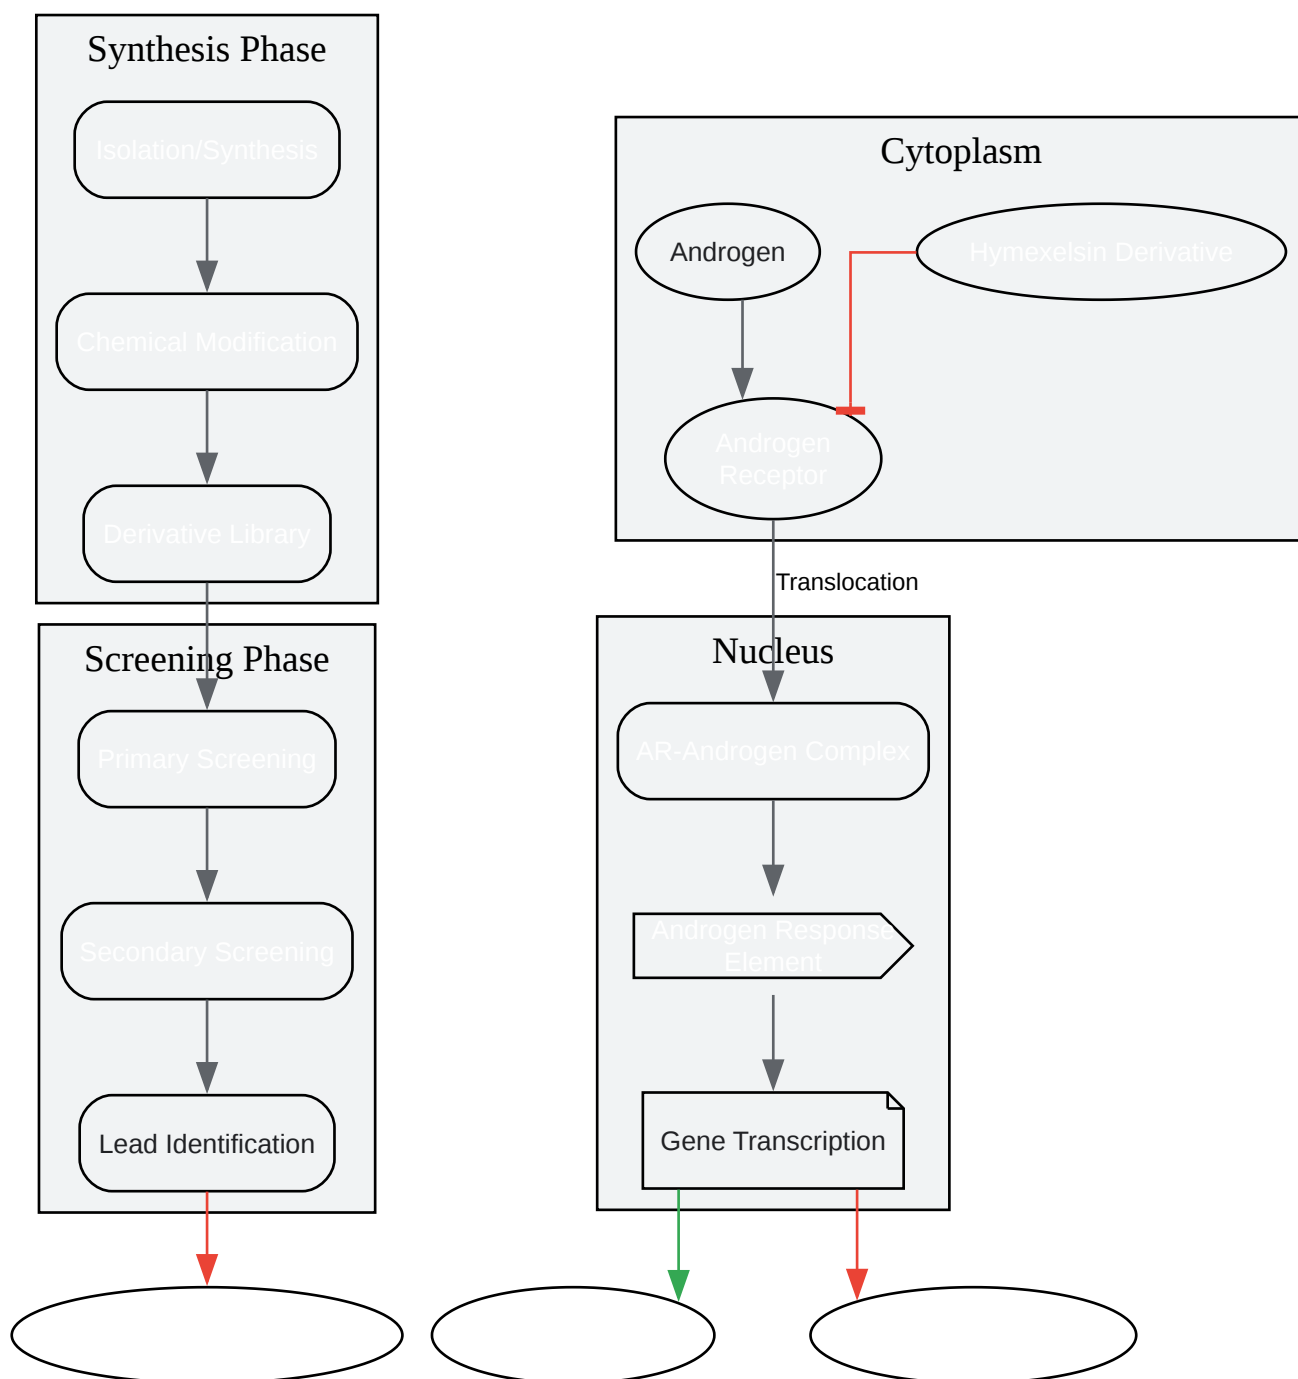 Synthesis Phase
Isolation/Synthesis
Chemical Modification
Derivative Library
Screening Phase
Primary Screening
Secondary Screening
Lead Identification
Cytoplasm
Androgen
Hymexelsin Derivative
Androgen
Receptor
Translocation
Nucleus
AR-Androgen Complex
Androgen Response
Element
Gene Transcription